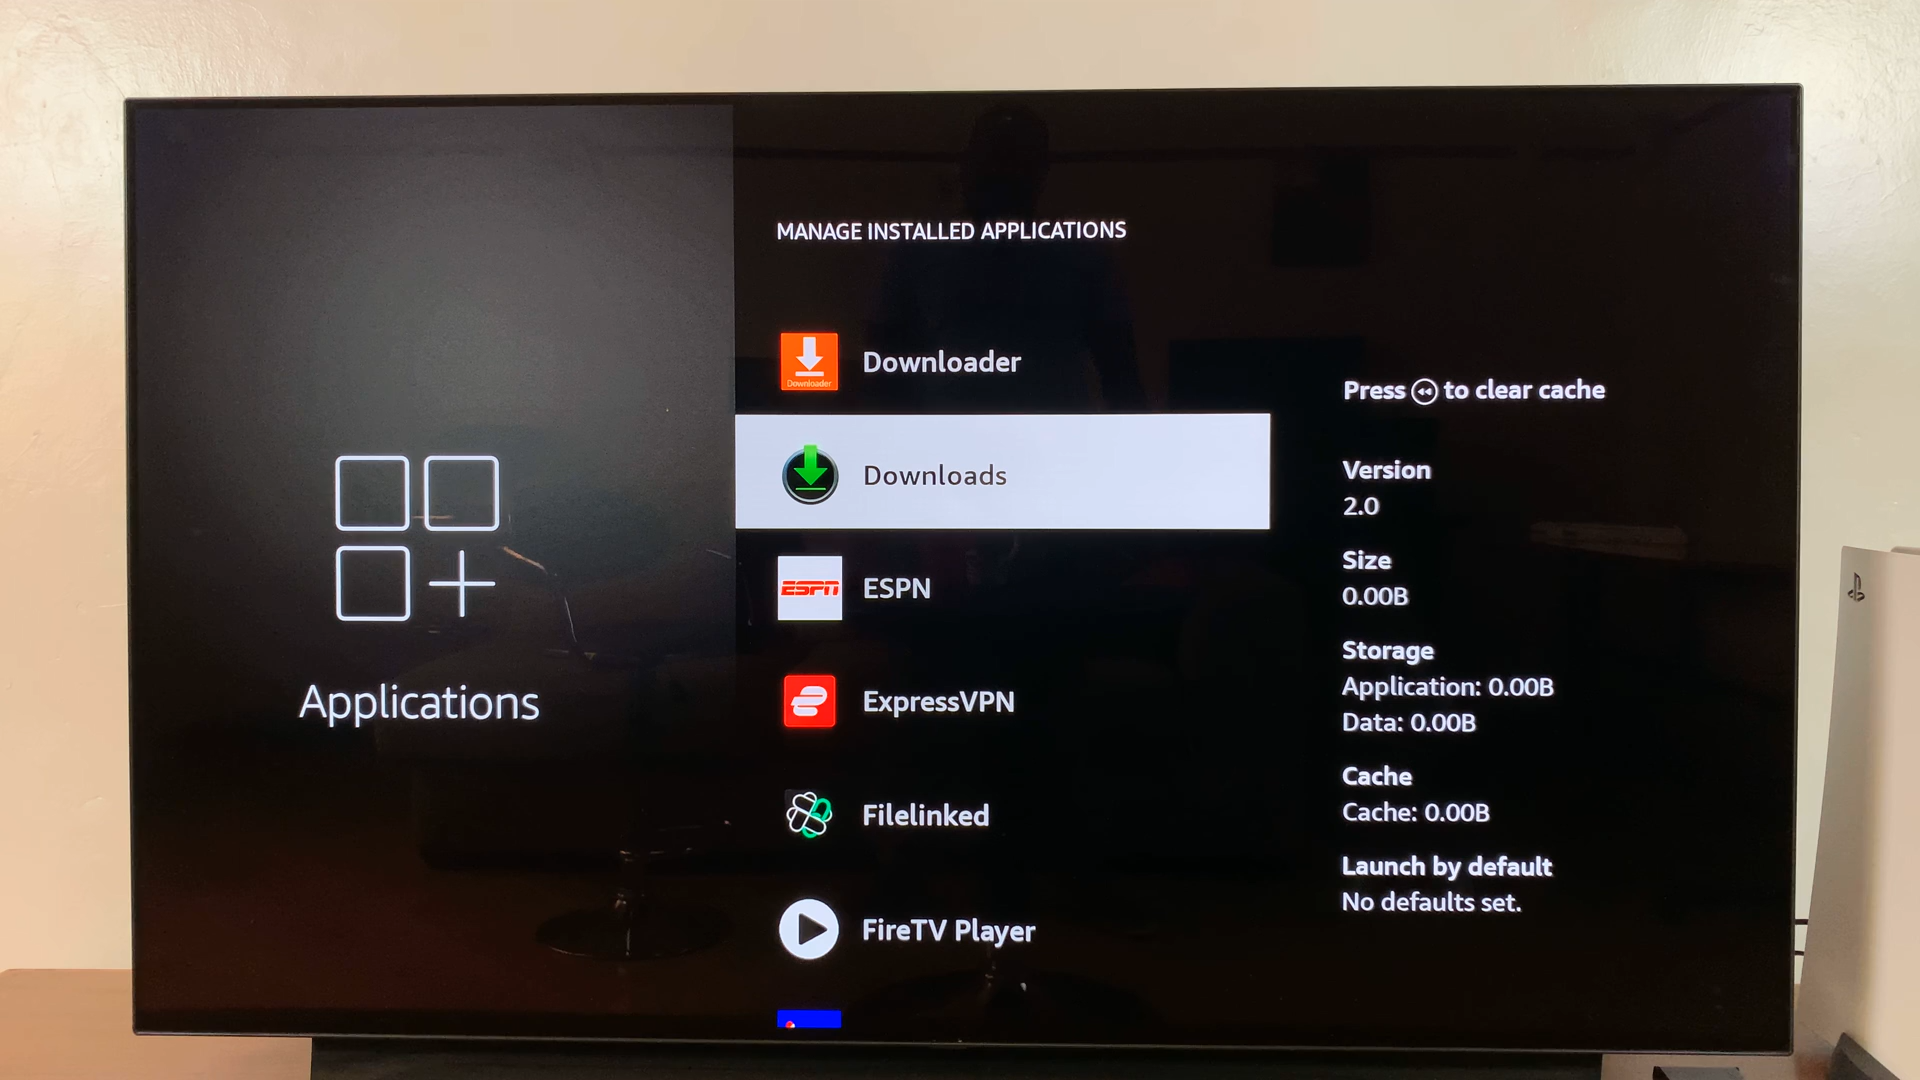 MANAGE INSTALLED APPLICATIONS
Downloader
Downloader
Downloads
ESPN
ESPN
ExpressVPN
Filelinked
FireTV Player
Applications
Press to clear cache
Version
2.0
Size
0.00B
Storage
Application: 0.00B
Data: 0.00B
Cache
Cache: 0.00B
Launch by default
No defaults set.